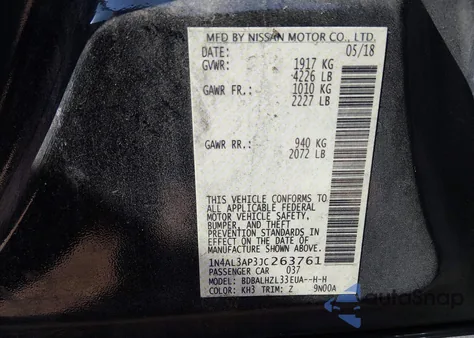 MFD BY NISSAN MOTOR CO., LTD.
DATE: 05/18
GVWR: 1917 KG
4226 LB
GAWR FR.: 1010 KG
2227 LB
GAWR RR.: 940 KG
2072 LB
THIS VEHICLE CONFORMS TO
ALL APPLICABLE FEDERAL
MOTOR VEHICLE SAFETY,
BUMPER, AND THEFT
PREVENTION STANDARDS IN
EFFECT ON THE DATE OF
MANUFACTURE SHOWN ABOVE.
1N4AL3AP3JC263761
PASSENGER CAR 037
MODEL: BDBALHZL33EUA--H-H
COLOR: KH3 TRIM: Z 9N00A
AutoSnap